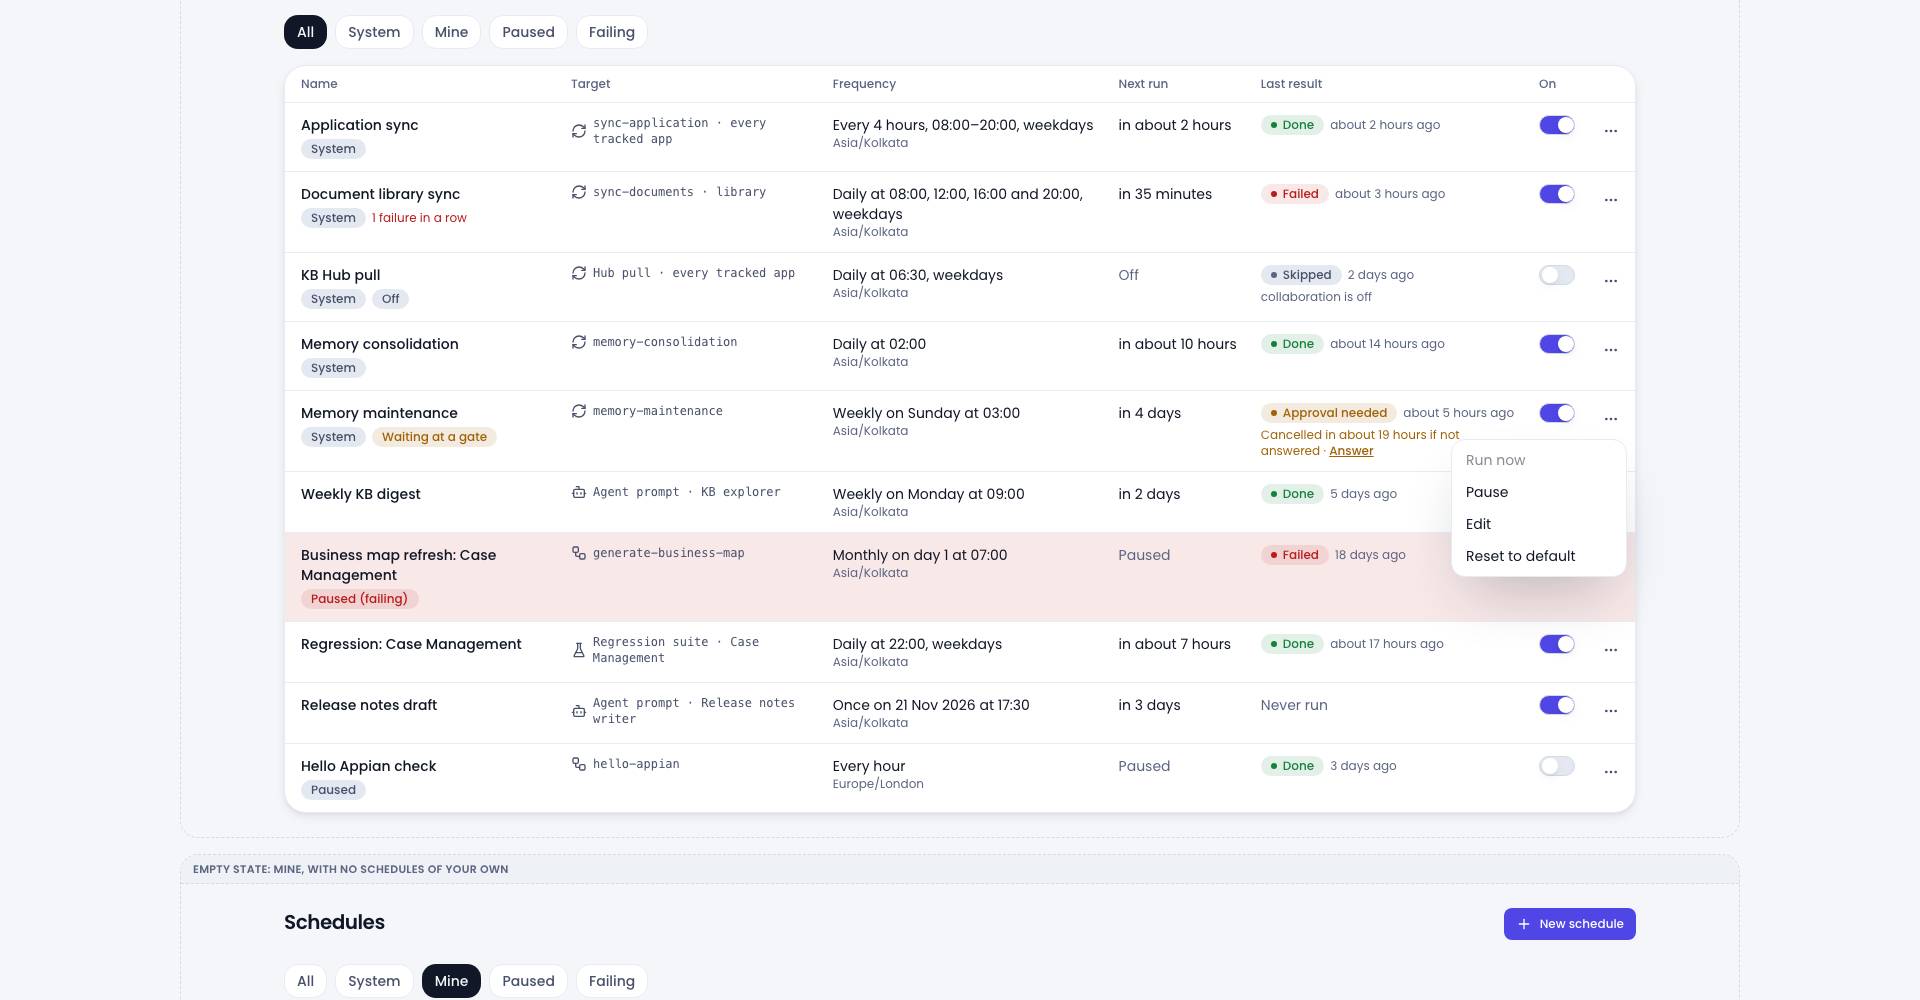 All System Mine Paused Failing
Name Target Frequency Next run Last result On
Application sync
System
sync-application · every
tracked app
Every 4 hours, 08:00–20:00, weekdays
Asia/Kolkata
in about 2 hours
Done about 2 hours ago
Document library sync
System 1 failure in a row
sync-documents · library
Daily at 08:00, 12:00, 16:00 and 20:00,
weekdays
Asia/Kolkata
in 35 minutes
Failed about 3 hours ago
KB Hub pull
System Off
Hub pull · every tracked app
Daily at 06:30, weekdays
Asia/Kolkata
Off
Skipped 2 days ago
collaboration is off
Memory consolidation
System
memory-consolidation
Daily at 02:00
Asia/Kolkata
in about 10 hours
Done about 14 hours ago
Memory maintenance
System Waiting at a gate
memory-maintenance
Weekly on Sunday at 03:00
Asia/Kolkata
in 4 days
Approval needed about 5 hours ago
Cancelled in about 19 hours if not
answered · Answer
Run now
Pause
Edit
Reset to default
Weekly KB digest
Agent prompt · KB explorer
Weekly on Monday at 09:00
Asia/Kolkata
in 2 days
Done 5 days ago
Business map refresh: Case
Management
Paused (failing)
generate-business-map
Monthly on day 1 at 07:00
Asia/Kolkata
Paused
Failed 18 days ago
Regression: Case Management
Regression suite · Case
Management
Daily at 22:00, weekdays
Asia/Kolkata
in about 7 hours
Done about 17 hours ago
Release notes draft
Agent prompt · Release notes
writer
Once on 21 Nov 2026 at 17:30
Asia/Kolkata
in 3 days
Never run
Hello Appian check
Paused
hello-appian
Every hour
Europe/London
Paused
Done 3 days ago
EMPTY STATE: MINE, WITH NO SCHEDULES OF YOUR OWN
Schedules
New schedule
All System Mine Paused Failing